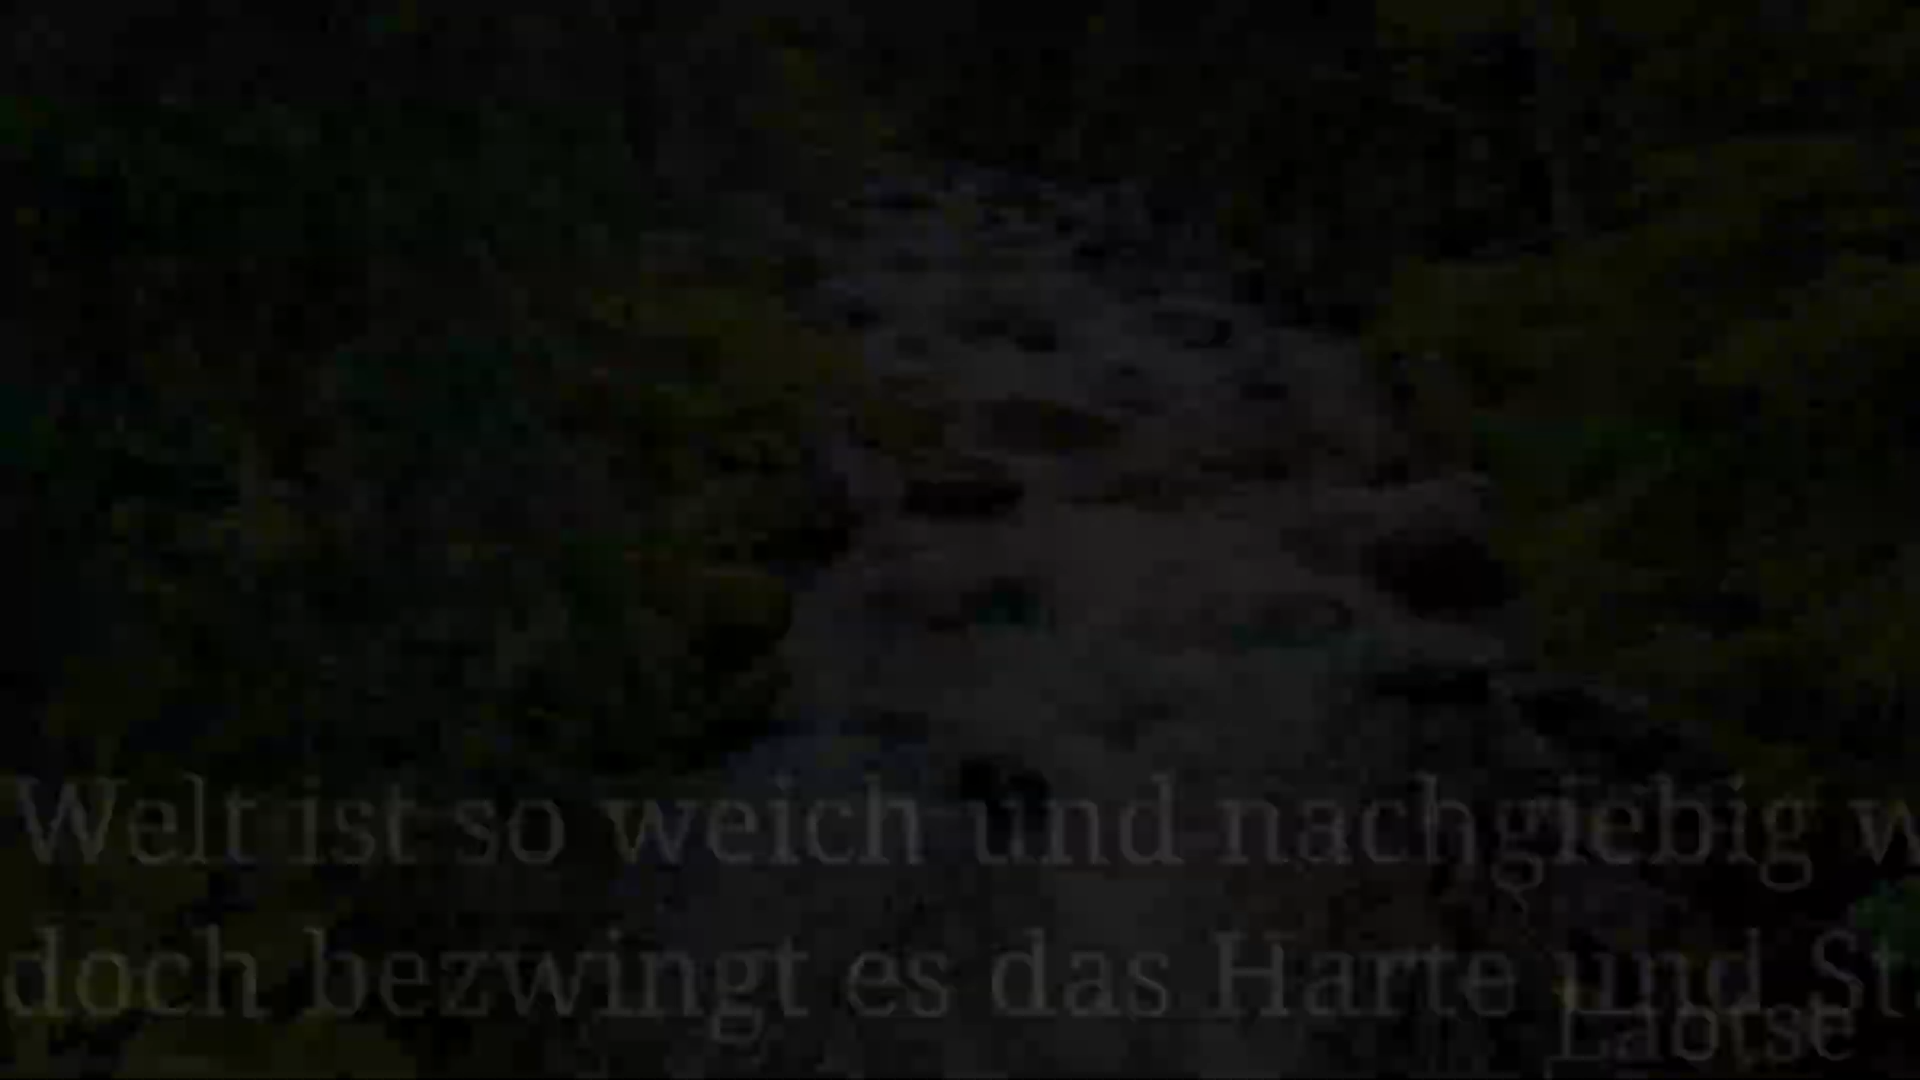 Welt ist so weich und nachgiebig w
doch bezwingt es das Harte und St
Laotse